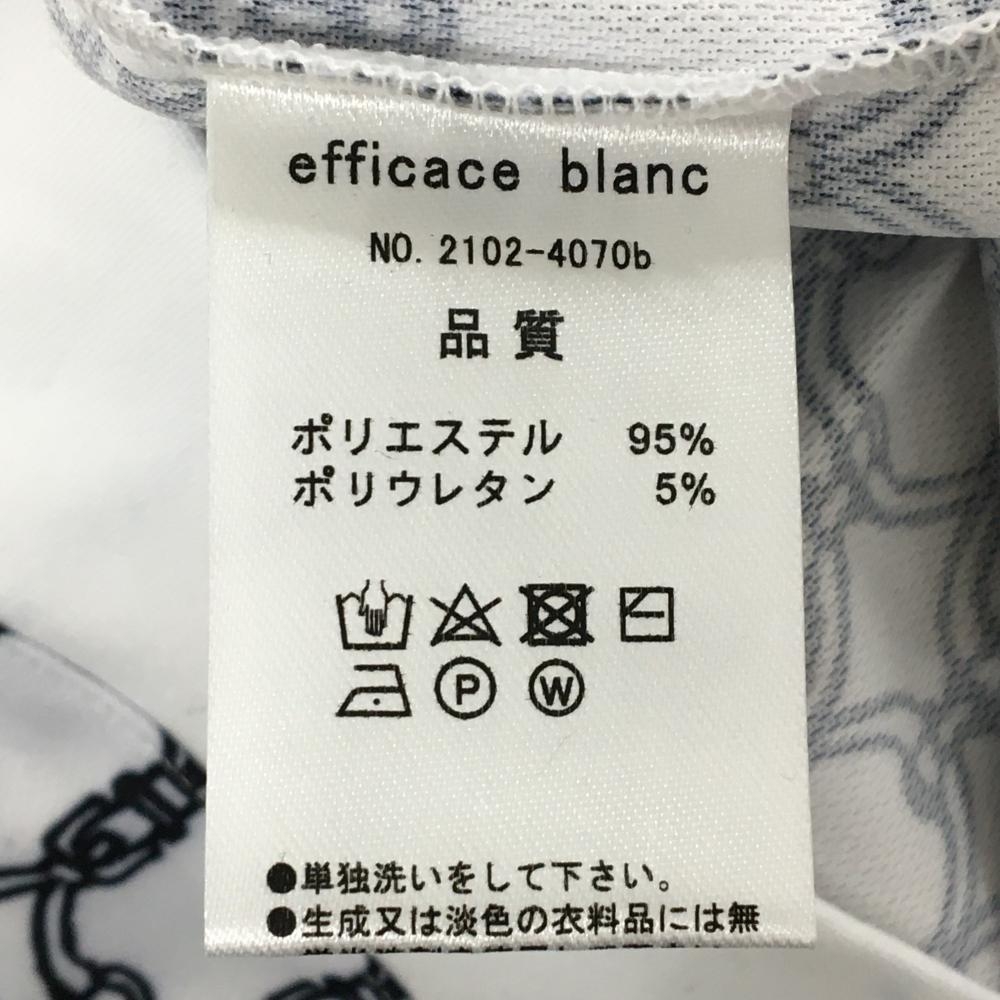 efficace blanc
NO. 2102-4070b
品質
ポリエステル 95%
ポリウレタン 5%
P W
●単独洗いをして下さい。
●生成又は淡色の衣料品には無